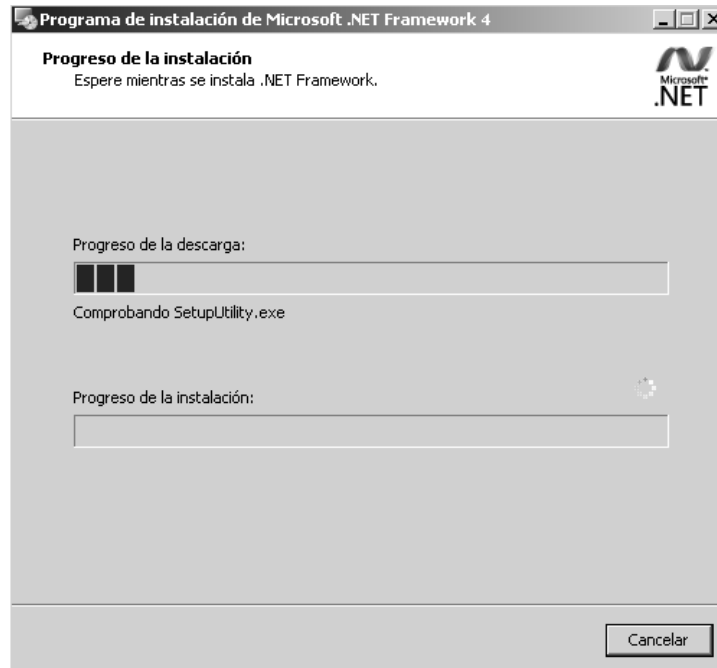 Programa de instalación de Microsoft .NET Framework 4
Progreso de la instalación
Espere mientras se instala .NET Framework.
Microsoft®
.NET
Progreso de la descarga:
Comprobando SetupUtility.exe
Progreso de la instalación:
Cancelar